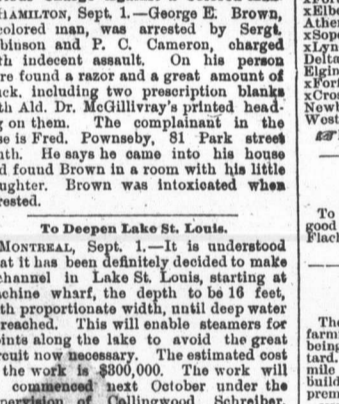 HAMILTON, Sept. 1.—George E. Brown,
colored man, was arrested by Sergt.
binson and P. C. Cameron, charged
th indecent assault. On his person
re found a razor and a great amount of
ck, including two prescription blanks
th Ald. Dr. McGillivray's printed head-
g on them. The complainant in the
se is Fred. Pownseby, 81 Park street
uth. He says he came into his house
d found Brown in a room with his little
ughter. Brown was intoxicated when
rested.
To Deepen Lake St. Louis.
MONTREAL, Sept. 1.—It is understood
at it has been definitely decided to make
channel in Lake St. Louis, starting at
chine wharf, the depth to be 16 feet,
th proportionate width, until deep water
reached. This will enable steamers for
oints along the lake to avoid the great
rcuit now necessary. The estimated cost
the work is $300,000. The work will
commenced next October under the
pervision of Collingwood Schreiber.
xElb
Athe
xSop
xLyn
Delta
Elgin
xFor
xCro
Newb
West
To
good
Flac
The
farm
being
tard.
mile
build
prem